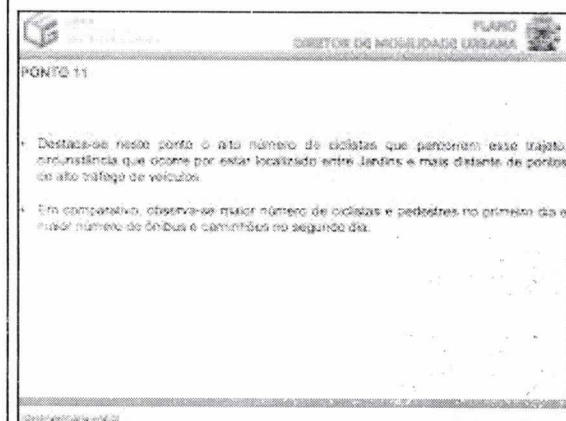 PLANO
DIRETOR DE MOBILIDADE URBANA
PONTO 11
• Destaca-se neste ponto o alto número de ciclistas que percorrem esse trajeto,
circunstância que ocorre por estar localizado entre Jardins e mais distante de pontos
de alto tráfego de veículos.
• Em comparativo, observa-se maior número de ciclistas e pedestres no primeiro dia e
maior número de ônibus e caminhões no segundo dia.